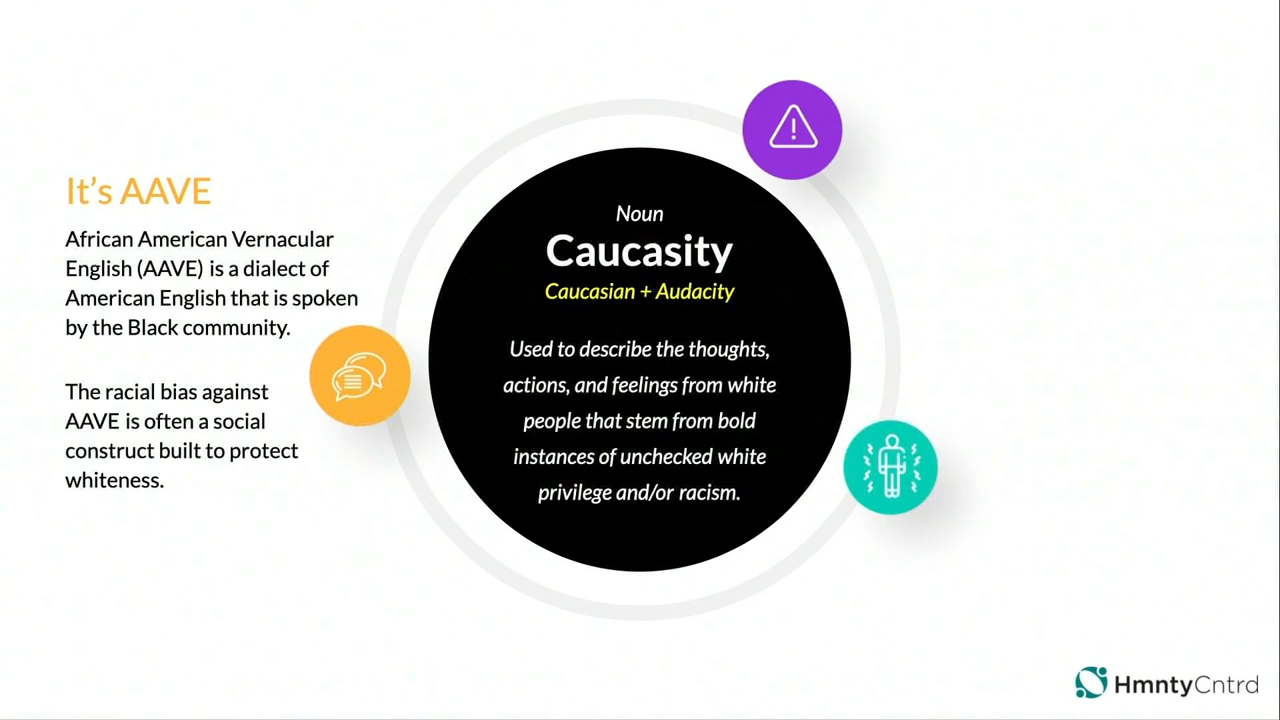 It's AAVE
African American Vernacular
English (AAVE) is a dialect of
American English that is spoken
by the Black community.
The racial bias against
AAVE is often a social
construct built to protect
whiteness.
Noun
Caucasity
Caucasian + Audacity
Used to describe the thoughts,
actions, and feelings from white
people that stem from bold
instances of unchecked white
privilege and/or racism.
HmntyCntrd